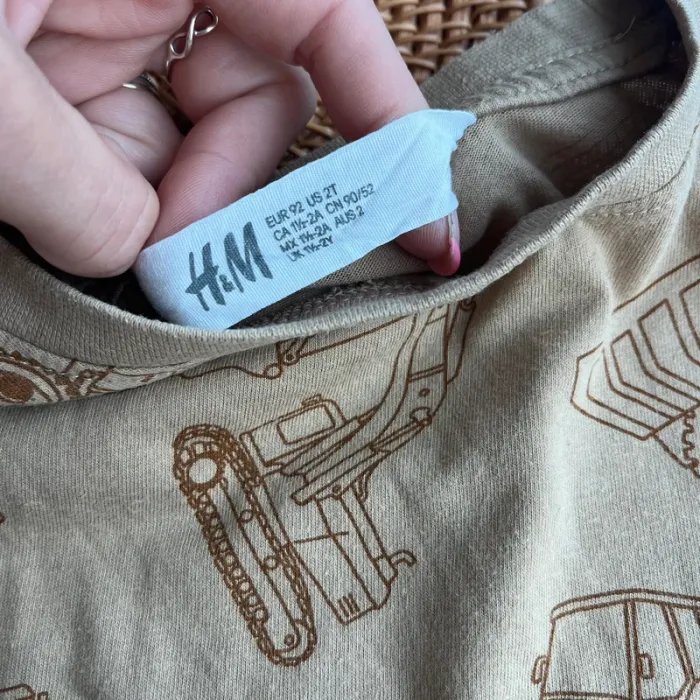 H&M
EUR 92 US 2T
CA 1½-2A CN 90/52
MX 1½-2A AUS 2
UK 1½-2Y